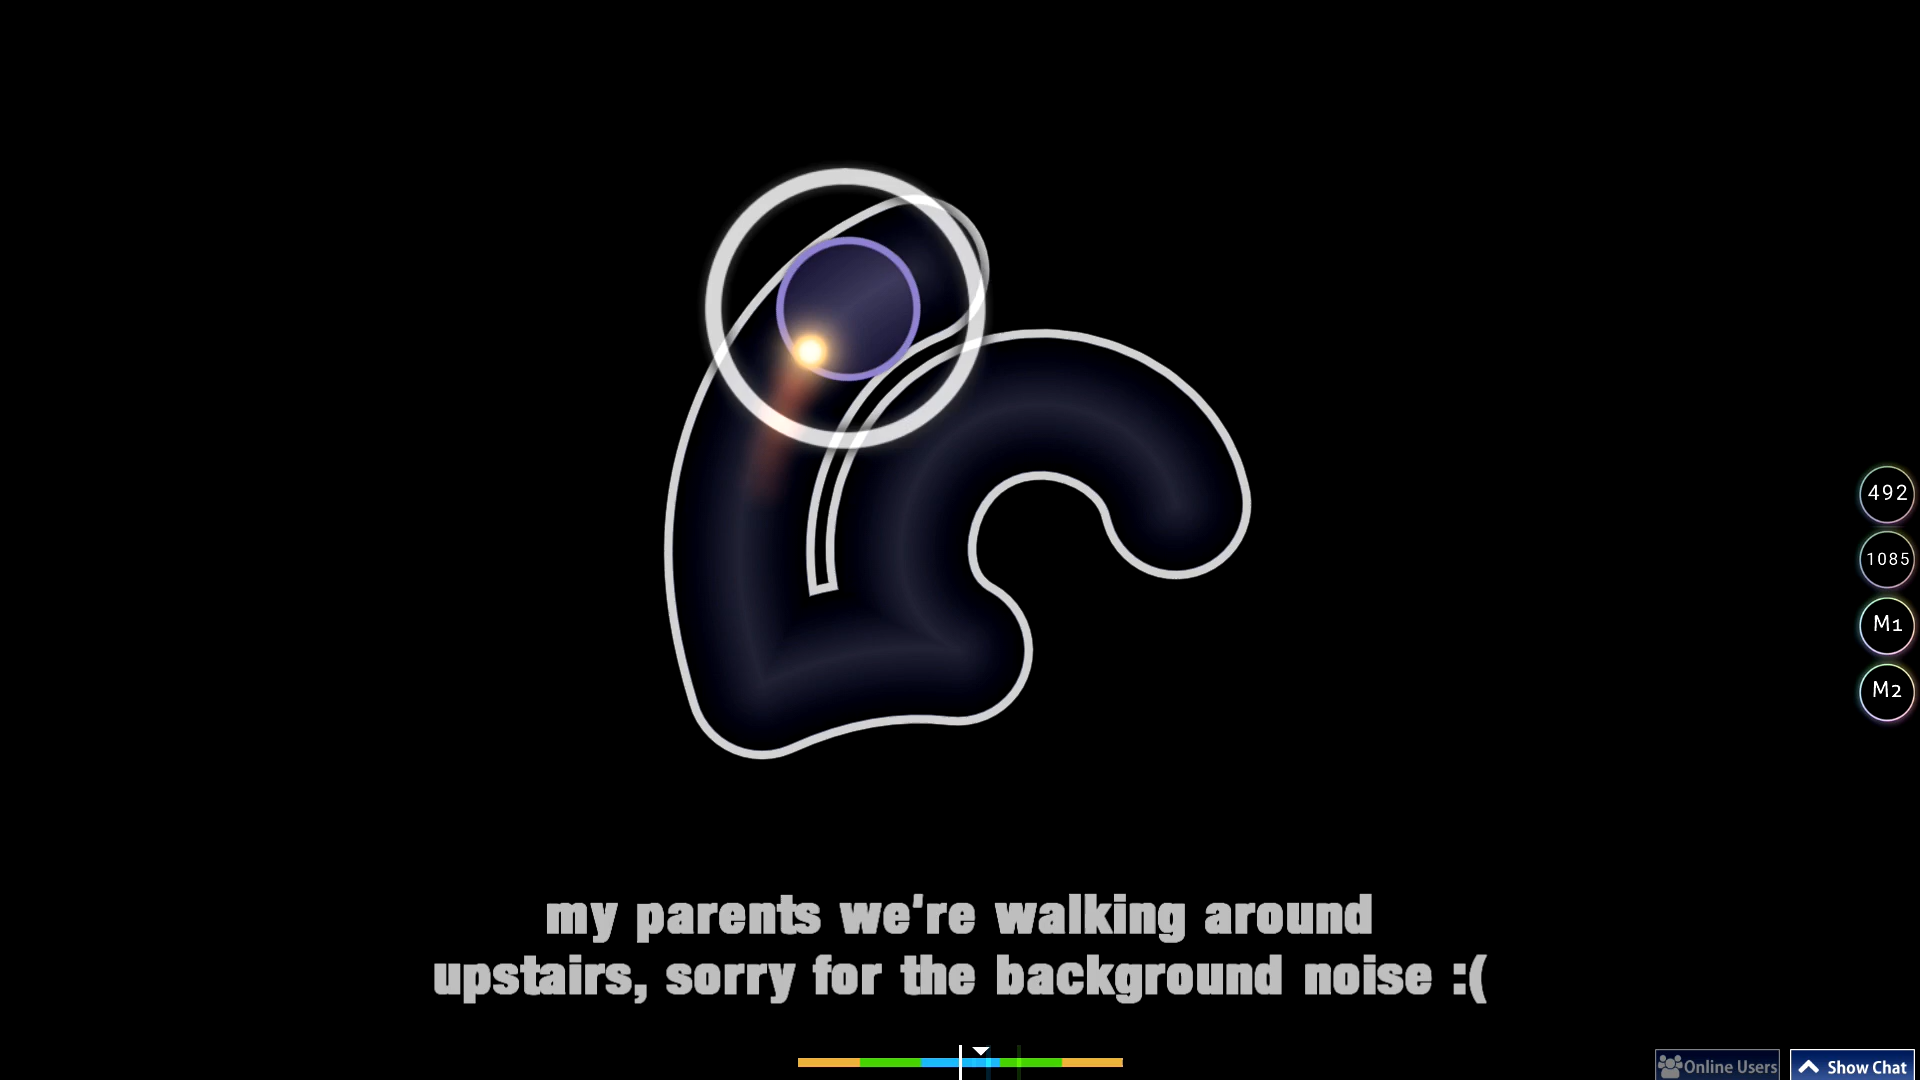 492
1085
M1
M2
my parents we're walking around
upstairs, sorry for the background noise :(
Online Users
Show Chat